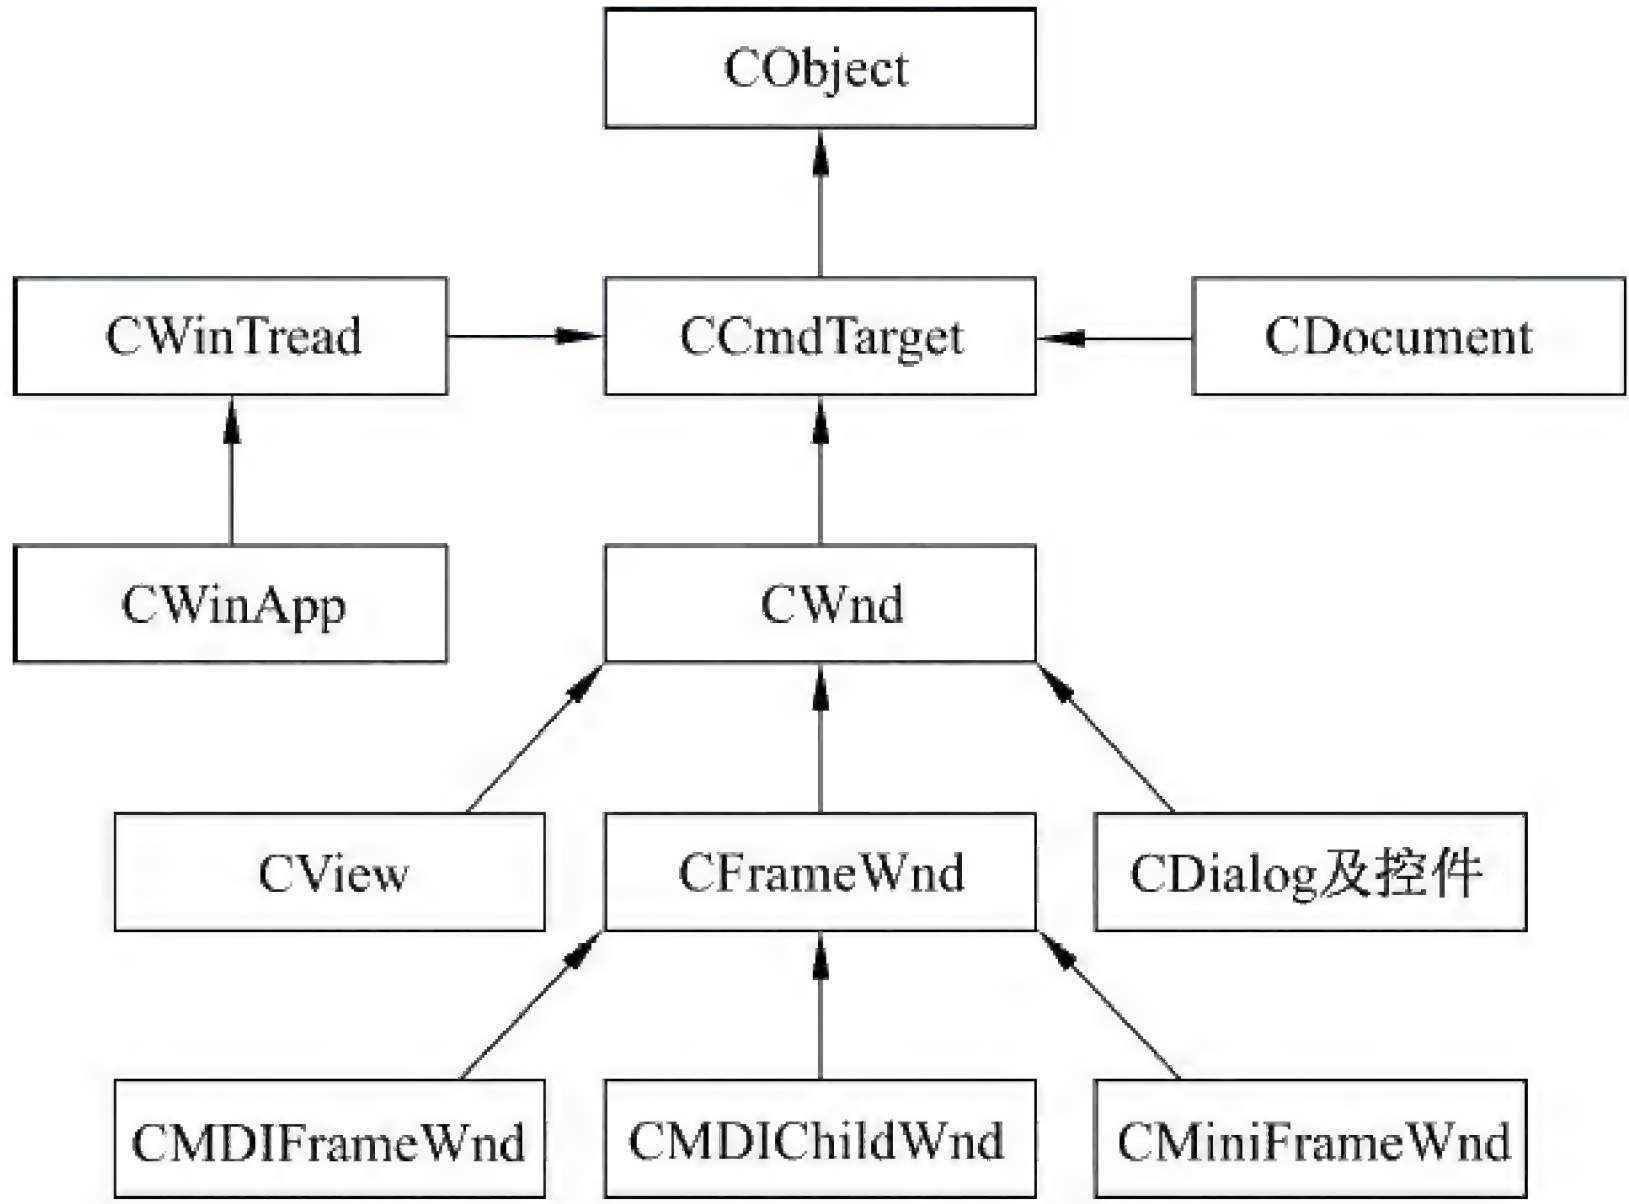 CObject
CWinTread
CCmdTarget
CDocument
CWinApp
CWnd
CView
CFrameWnd
CDialog及控件
CMDIFrameWnd
CMDIChildWnd
CMiniFrameWnd